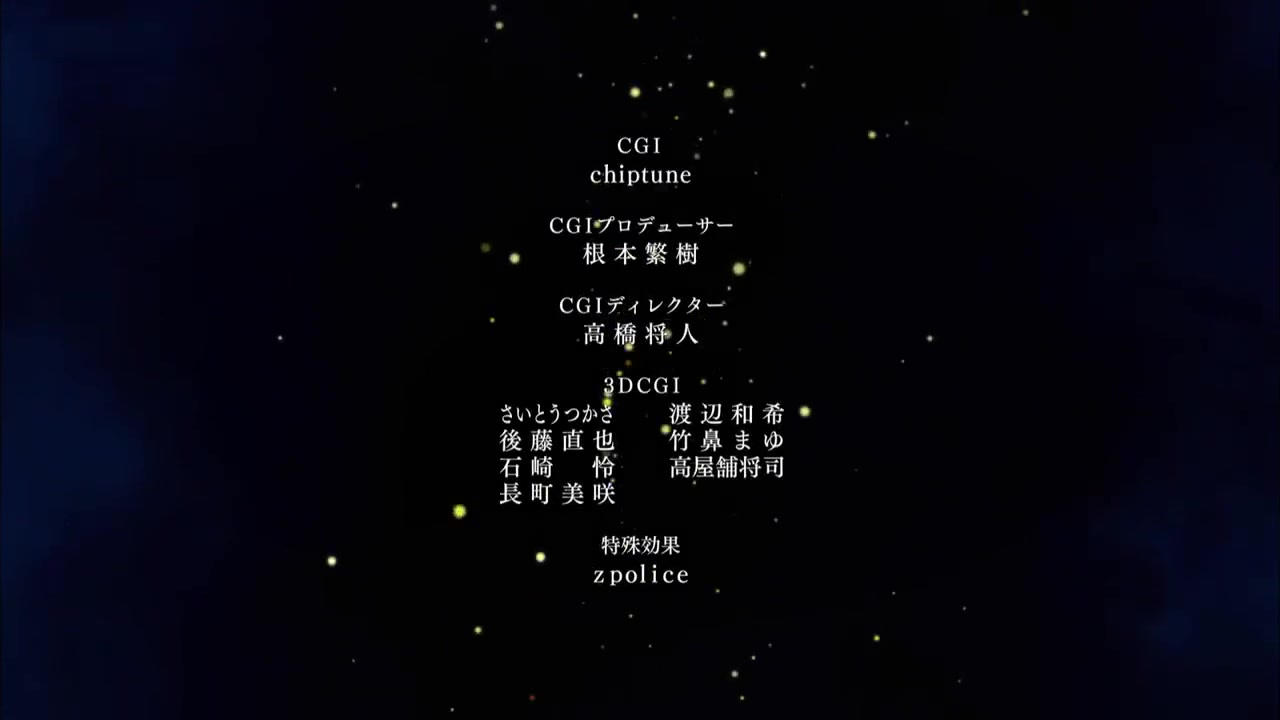 CGI
chiptune
CGIプロデューサー
根本繁樹
CGIディレクター
高橋将人
3DCGI
さいとうつかさ 渡辺和希
後藤直也 竹鼻まゆ
石崎 怜 高屋舗将司
長町美咲
特殊効果
zpolice